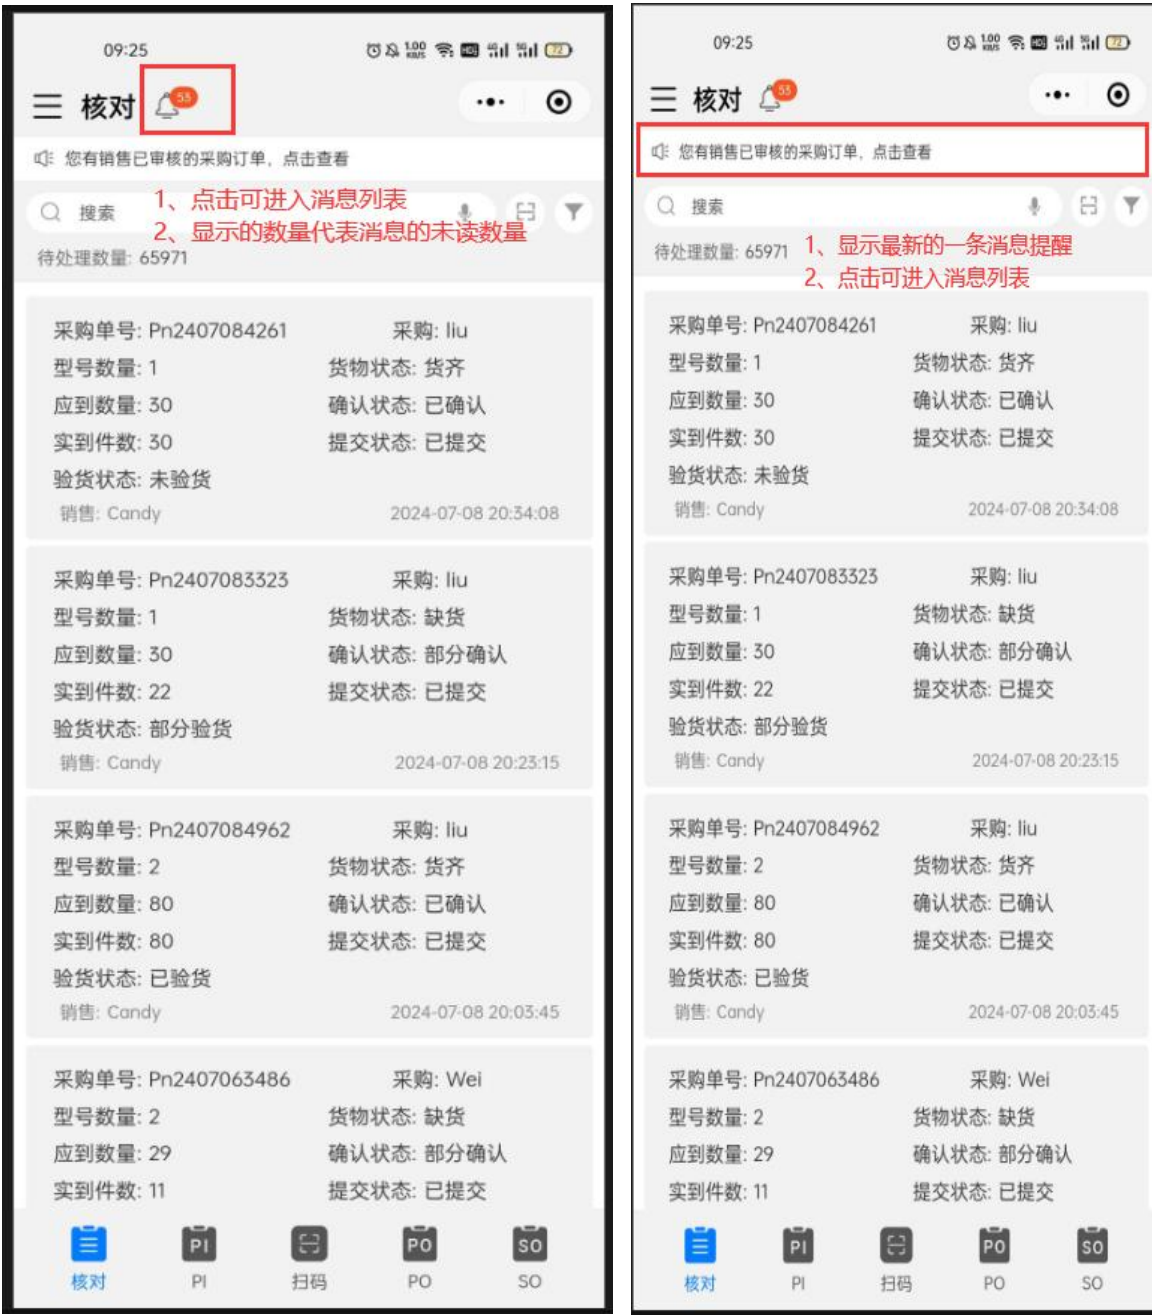 09:25
1.00 KB/S HD 5G 5G 72
核对 53
您有销售已审核的采购订单，点击查看
1、点击可进入消息列表
搜索
2、显示的数量代表消息的未读数量
待处理数量: 65971
采购单号: Pn2407084261 采购: liu
型号数量: 1 货物状态: 货齐
应到数量: 30 确认状态: 已确认
实到件数: 30 提交状态: 已提交
验货状态: 未验货
销售: Candy 2024-07-08 20:34:08
采购单号: Pn2407083323 采购: liu
型号数量: 1 货物状态: 缺货
应到数量: 30 确认状态: 部分确认
实到件数: 22 提交状态: 已提交
验货状态: 部分验货
销售: Candy 2024-07-08 20:23:15
采购单号: Pn2407084962 采购: liu
型号数量: 2 货物状态: 货齐
应到数量: 80 确认状态: 已确认
实到件数: 80 提交状态: 已提交
验货状态: 已验货
销售: Candy 2024-07-08 20:03:45
采购单号: Pn2407063486 采购: Wei
型号数量: 2 货物状态: 缺货
应到数量: 29 确认状态: 部分确认
实到件数: 11 提交状态: 已提交
PI PO SO
核对 PI 扫码 PO SO
09:25
1.00 KB/S HD 5G 5G 72
核对 53
您有销售已审核的采购订单，点击查看
搜索
待处理数量: 65971
1、显示最新的一条消息提醒
2、点击可进入消息列表
采购单号: Pn2407084261 采购: liu
型号数量: 1 货物状态: 货齐
应到数量: 30 确认状态: 已确认
实到件数: 30 提交状态: 已提交
验货状态: 未验货
销售: Candy 2024-07-08 20:34:08
采购单号: Pn2407083323 采购: liu
型号数量: 1 货物状态: 缺货
应到数量: 30 确认状态: 部分确认
实到件数: 22 提交状态: 已提交
验货状态: 部分验货
销售: Candy 2024-07-08 20:23:15
采购单号: Pn2407084962 采购: liu
型号数量: 2 货物状态: 货齐
应到数量: 80 确认状态: 已确认
实到件数: 80 提交状态: 已提交
验货状态: 已验货
销售: Candy 2024-07-08 20:03:45
采购单号: Pn2407063486 采购: Wei
型号数量: 2 货物状态: 缺货
应到数量: 29 确认状态: 部分确认
实到件数: 11 提交状态: 已提交
PI PO SO
核对 PI 扫码 PO SO